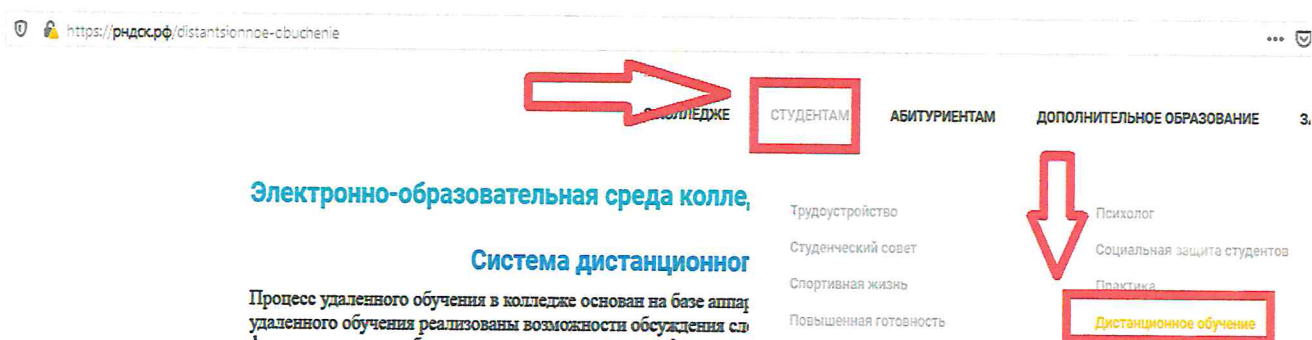 https://рндск.рф/distantsionnoe-obuchenie
КОЛЛЕДЖЕ СТУДЕНТАМ АБИТУРИЕНТАМ ДОПОЛНИТЕЛЬНОЕ ОБРАЗОВАНИЕ
Электронно-образовательная среда колле
Трудоустройство
Психолог
Студенческий совет
Социальная защита студентов
Система дистанционног
Спортивная жизнь
Практика
Процесс удаленного обучения в колледже основан на базе аппар
Повышенная готовность
Дистанционное обучение
удаленного обучения реализованы возможности обсуждения сл